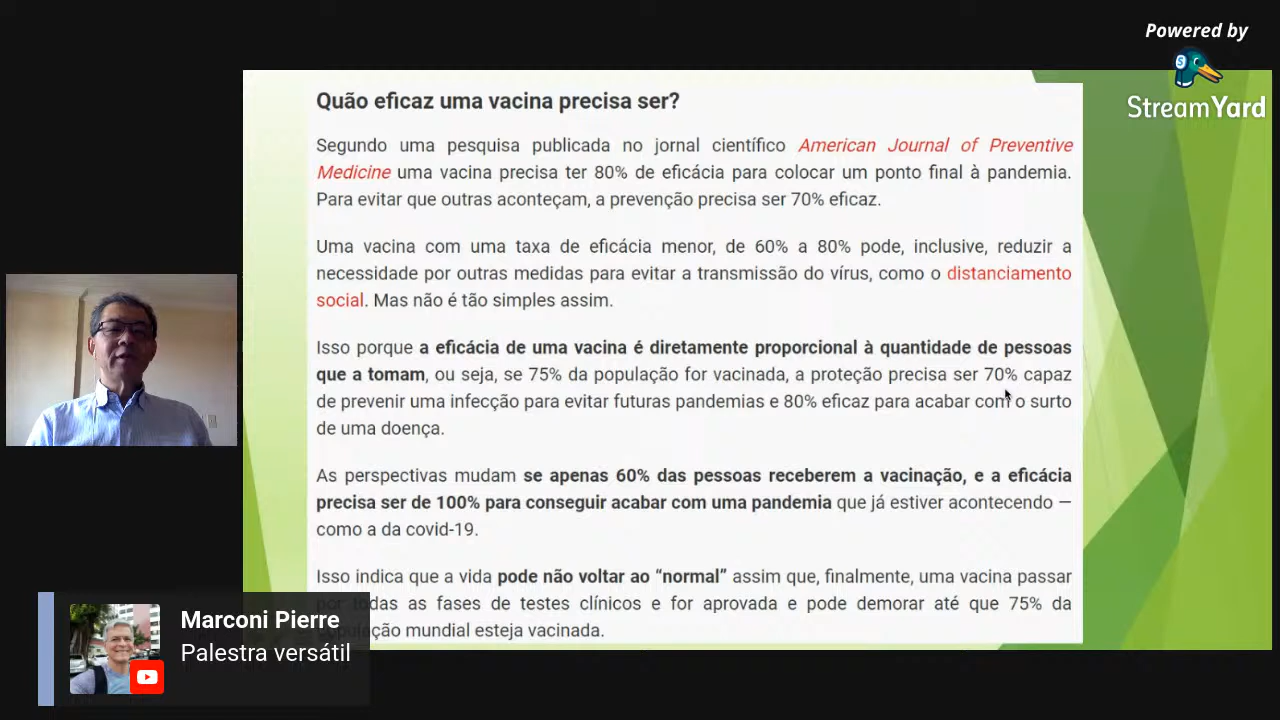 Powered by
StreamYard
Quão eficaz uma vacina precisa ser?
Segundo uma pesquisa publicada no jornal científico American Journal of Preventive
Medicine uma vacina precisa ter 80% de eficácia para colocar um ponto final à pandemia.
Para evitar que outras aconteçam, a prevenção precisa ser 70% eficaz.
Uma vacina com uma taxa de eficácia menor, de 60% a 80% pode, inclusive, reduzir a
necessidade por outras medidas para evitar a transmissão do vírus, como o distanciamento
social. Mas não é tão simples assim.
Isso porque a eficácia de uma vacina é diretamente proporcional à quantidade de pessoas
que a tomam, ou seja, se 75% da população for vacinada, a proteção precisa ser 70% capaz
de prevenir uma infecção para evitar futuras pandemias e 80% eficaz para acabar com o surto
de uma doença.
As perspectivas mudam se apenas 60% das pessoas receberem a vacinação, e a eficácia
precisa ser de 100% para conseguir acabar com uma pandemia que já estiver acontecendo —
como a da covid-19.
Isso indica que a vida pode não voltar ao “normal” assim que, finalmente, uma vacina passar
por todas as fases de testes clínicos e for aprovada e pode demorar até que 75% da
população mundial esteja vacinada.
Marconi Pierre
Palestra versátil